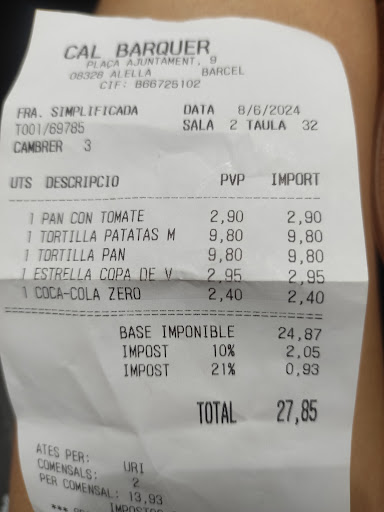 CAL BARQUER
PLAÇA AJUNTAMENT, 9
08328 ALELLA BARCEL
CIF: B66725102
FRA. SIMPLIFICADA DATA 8/6/2024
T001/69785 SALA 2 TAULA 32
CAMBRER 3
UTS DESCRIPCIO PVP IMPORT
1 PAN CON TOMATE 2,90 2,90
1 TORTILLA PATATAS M 9,80 9,80
1 TORTILLA PAN 9,80 9,80
1 ESTRELLA COPA DE V 2,95 2,95
1 COCA-COLA ZERO 2,40 2,40
BASE IMPONIBLE 24,87
IMPOST 10% 2,05
IMPOST 21% 0,93
TOTAL 27,85
ATES PER: URI
COMENSALS: 2
PER COMENSAL: 13,93
***